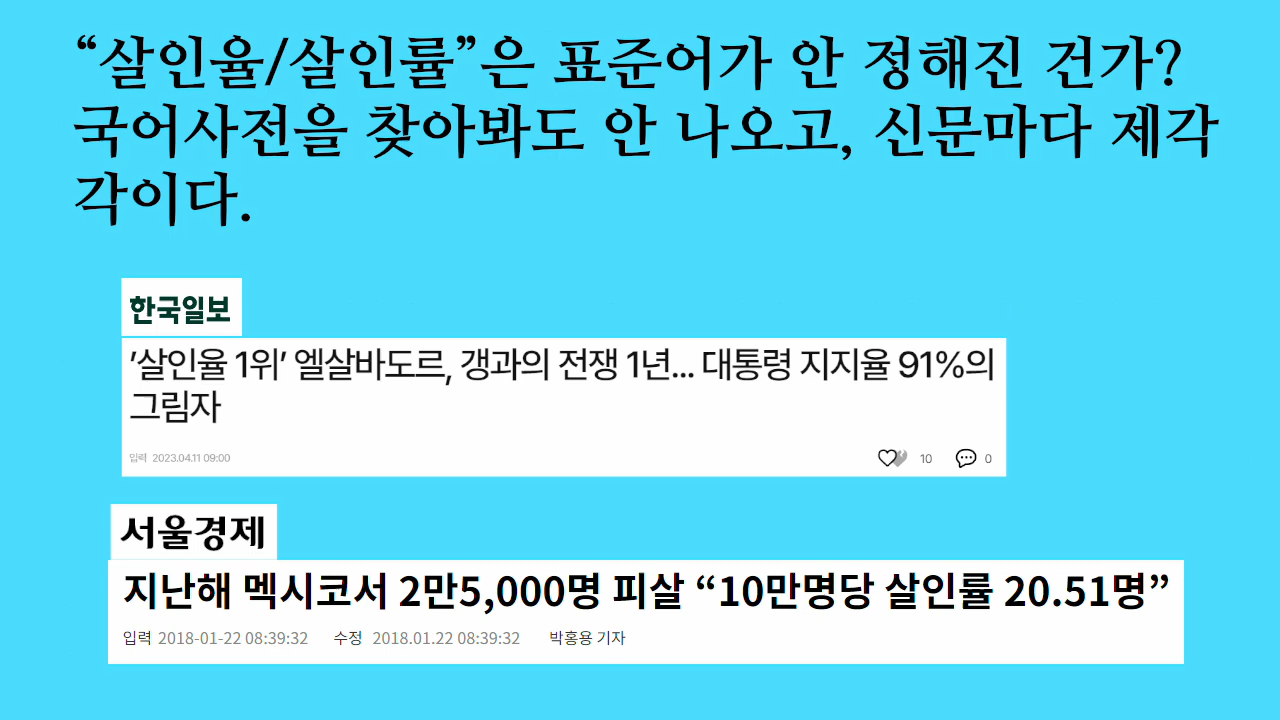 “살인율/살인률”은 표준어가 안 정해진 건가?
국어사전을 찾아봐도 안 나오고, 신문마다 제각
각이다.
한국일보
'살인율 1위' 엘살바도르, 갱과의 전쟁 1년... 대통령 지지율 91%의
그림자
입력 2023.04.11 09:00 10 0
서울경제
지난해 멕시코서 2만5,000명 피살 “10만명당 살인률 20.51명”
입력 2018-01-22 08:39:32 수정 2018.01.22 08:39:32 박홍용 기자